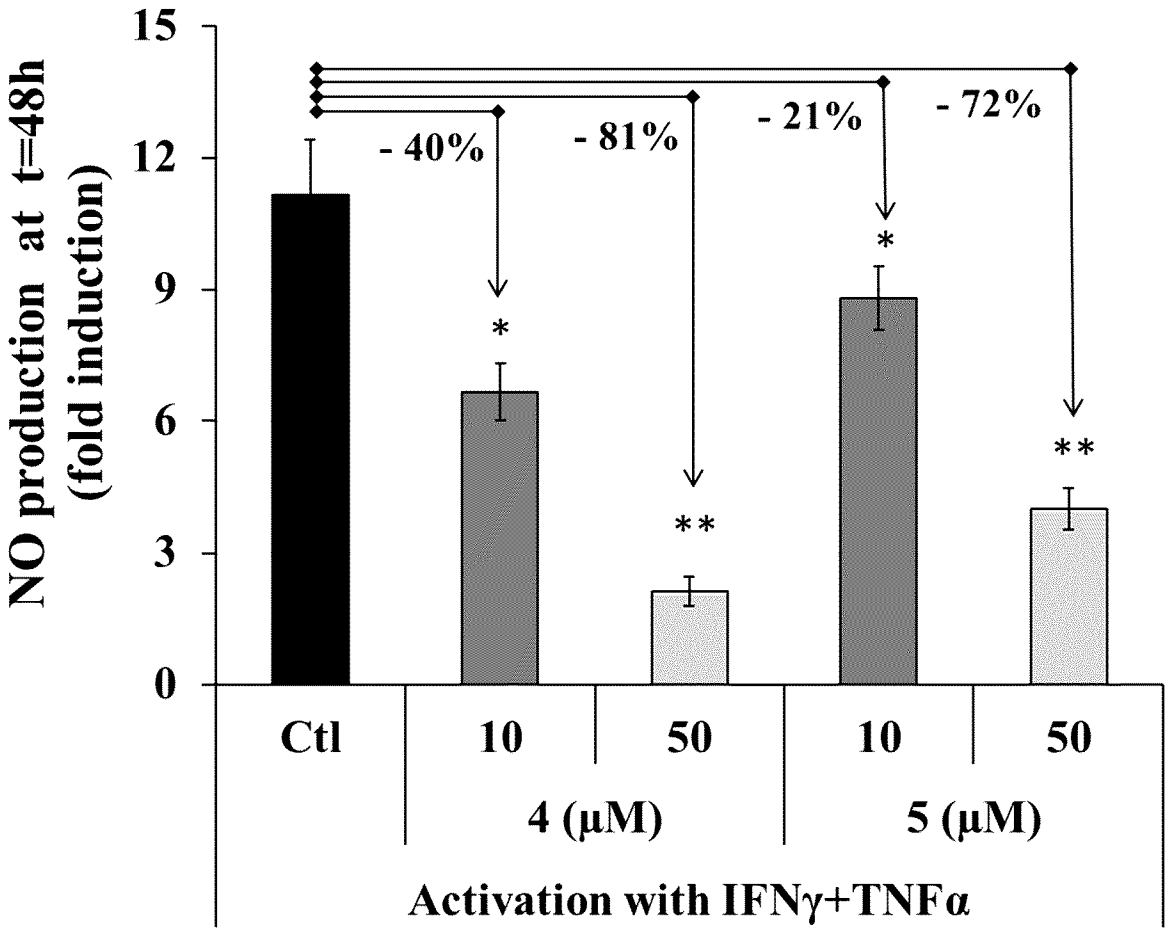 NO production at t=48h
(fold induction)
15
12
9
6
3
0
- 40%
- 81%
- 21%
- 72%
*
**
*
**
Ctl 10 50 10 50
4 (μM) 5 (μM)
Activation with IFNγ+TNFα